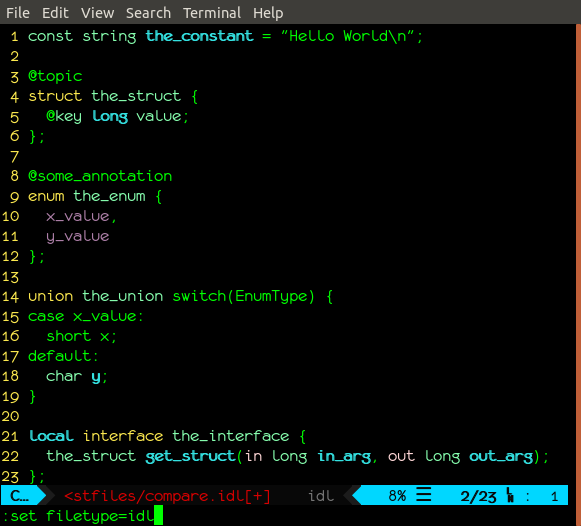 File Edit View Search Terminal Help
1 const string the_constant = "Hello World\n";
2
3 @topic
4 struct the_struct {
5 @key long value;
6 };
7
8 @some_annotation
9 enum the_enum {
10 x_value,
11 y_value
12 };
13
14 union the_union switch(EnumType) {
15 case x_value:
16 short x;
17 default:
18 char y;
19 }
20
21 local interface the_interface {
22 the_struct get_struct(in long in_arg, out long out_arg);
23 };
C… <stfiles/compare.idl[+] idl 8% ☰ 2/23 : 1
:set filetype=idl